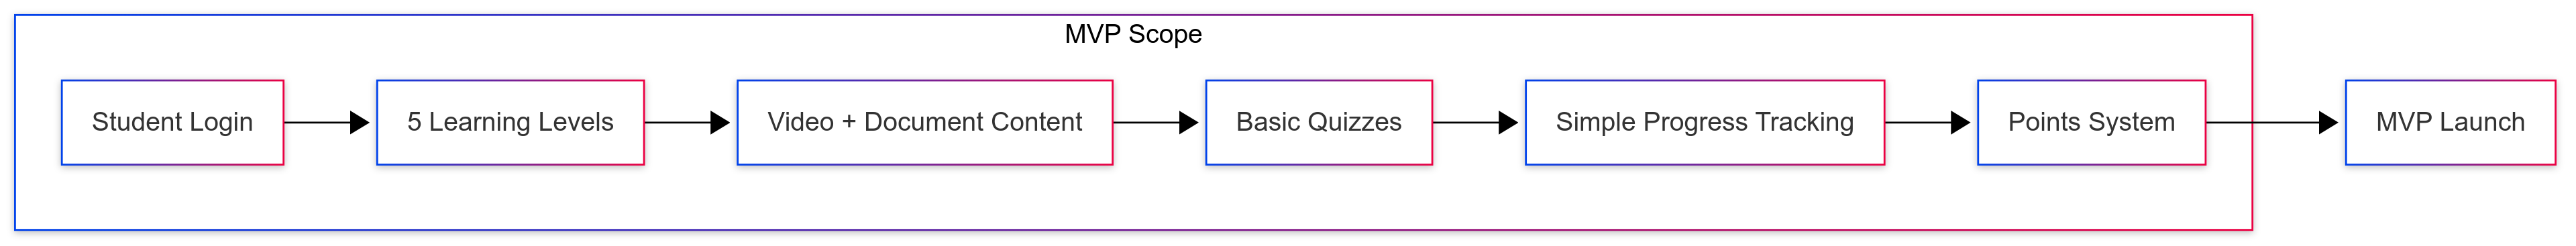 MVP Scope
Student Login
5 Learning Levels
Video + Document Content
Basic Quizzes
Simple Progress Tracking
Points System
MVP Launch